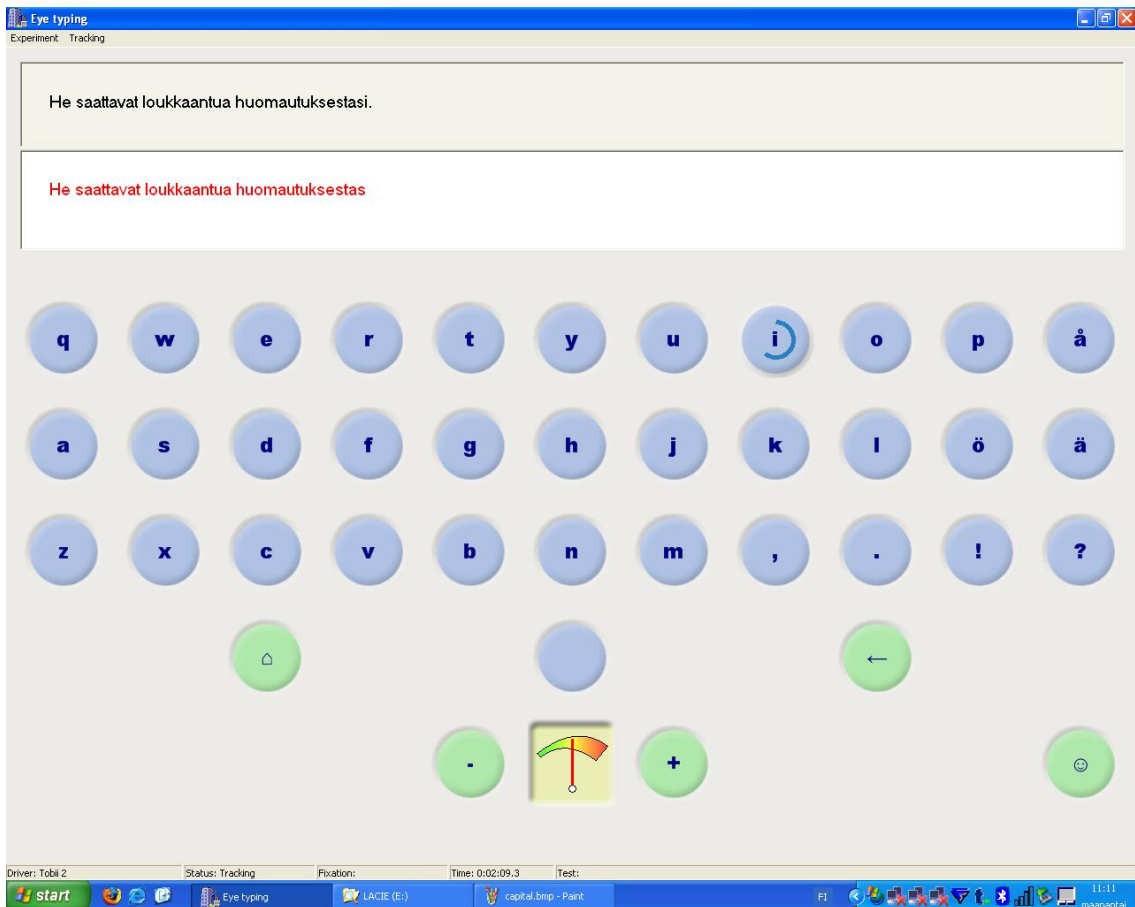 Eye typing
Experiment Tracking
He saattavat loukkaantua huomautuksestasi.
He saattavat loukkaantua huomautuksestas
q w e r t y u i o p å
a s d f g h j k l ö ä
z x c v b n m , . ! ?
⌂ ←
- + ☺
Driver: Tobii 2 Status: Tracking Fixation: Time: 0:02:09.3 Test:
start Eye typing LACIE (E:) capital.bmp - Paint FI 11:11
maanantai